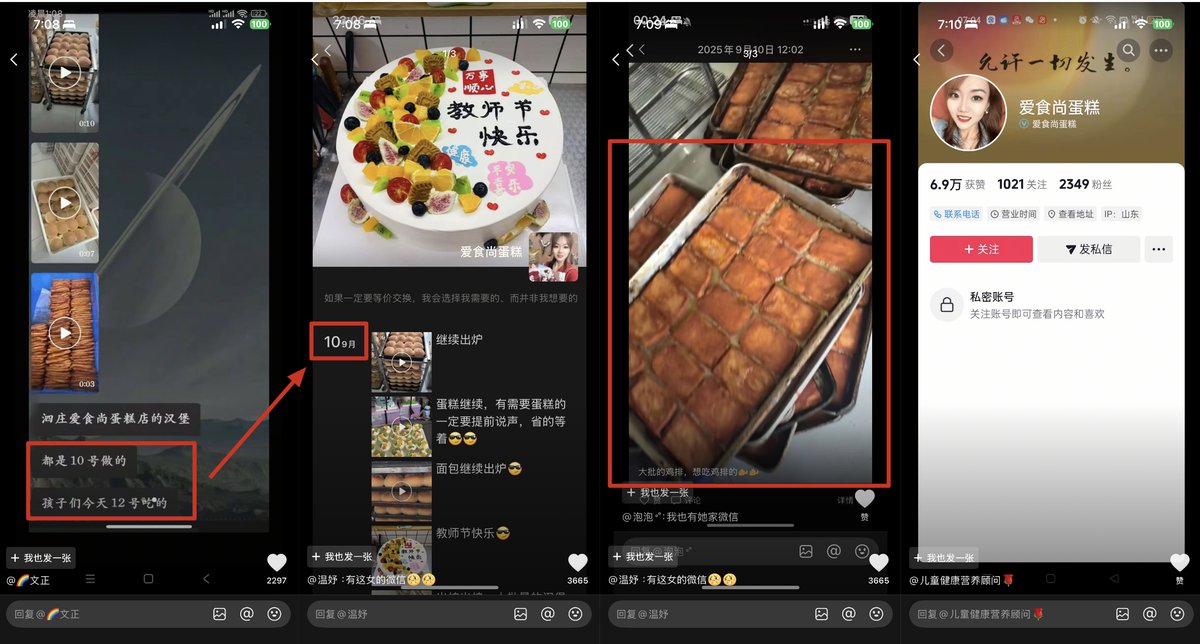 凌晨1:08
7:08
100
0:10
0:07
0:03
泗庄爱食尚蛋糕店的汉堡
都是10号做的
孩子们今天12号吃的
+ 我也发一张
@🌈文正
2297
回复@🌈文正
7:08
100
1/3
万事
顺心
教师节
快乐
健康
平安
喜乐
爱食尚蛋糕
如果一定要等价交换,我会选择我需要的、而并非我想要的
10 9月
继续出炉
蛋糕继续,有需要蛋糕的
一定要提前说声,省的等
着😎😎
面包继续出炉😎
教师节快乐😎
+ 我也发一张
@温妤:有这女的微信🤭🤭
3665
回复@温妤
7:09
100
2025年9月10日 12:02
3/3
大批的鸡排,想吃鸡排的
+ 我也发一张
详情
赞
@泡泡:我也有她家微信
+ 我也发一张
@温妤:有这女的微信🤭🤭
3665
回复@温妤
7:10
100
允许一切发生。
爱食尚蛋糕
爱食尚蛋糕
6.9万 获赞 1021 关注 2349 粉丝
联系电话 营业时间 查看地址 IP:山东
+ 关注 发私信
私密账号
关注账号即可查看内容和喜欢
+ 我也发一张
@儿童健康营养顾问🌹
赞
回复@儿童健康营养顾问🌹